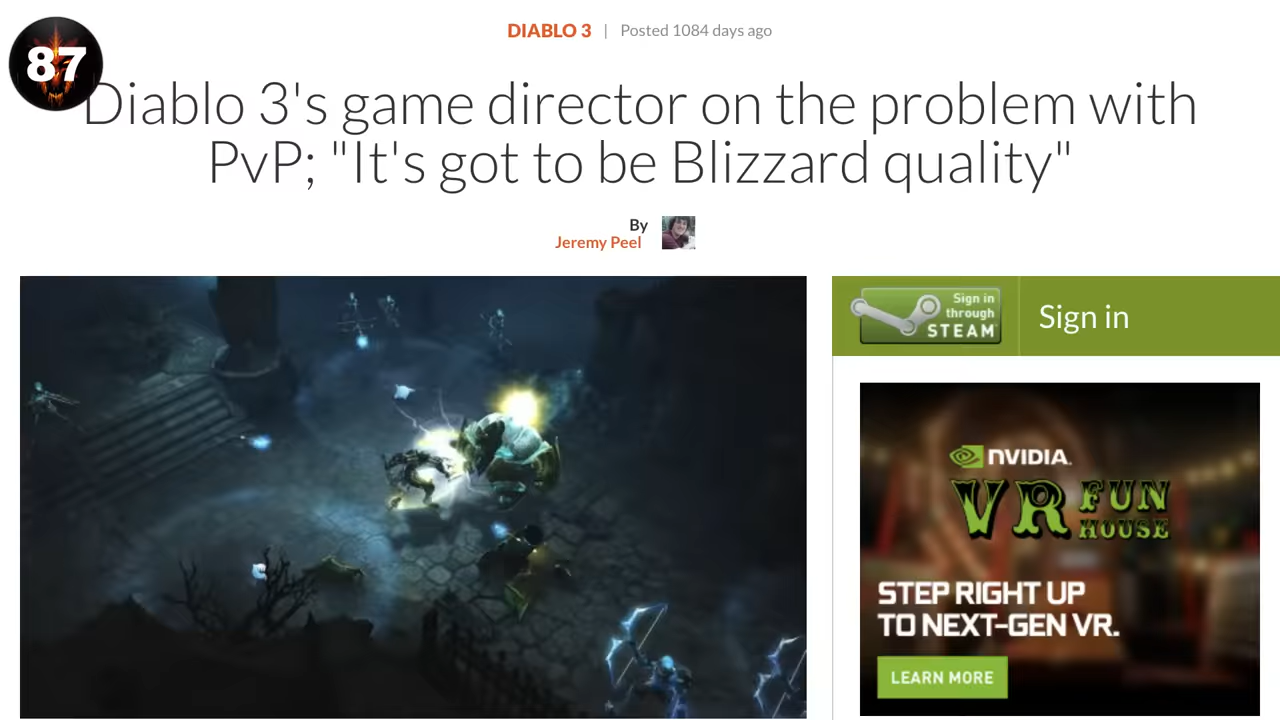 87
DIABLO 3 | Posted 1084 days ago
Diablo 3's game director on the problem with
PvP; "It's got to be Blizzard quality"
By
Jeremy Peel
Sign in
through
STEAM
Sign in
NVIDIA.
VR FUN
HOUSE
STEP RIGHT UP
TO NEXT-GEN VR.
LEARN MORE